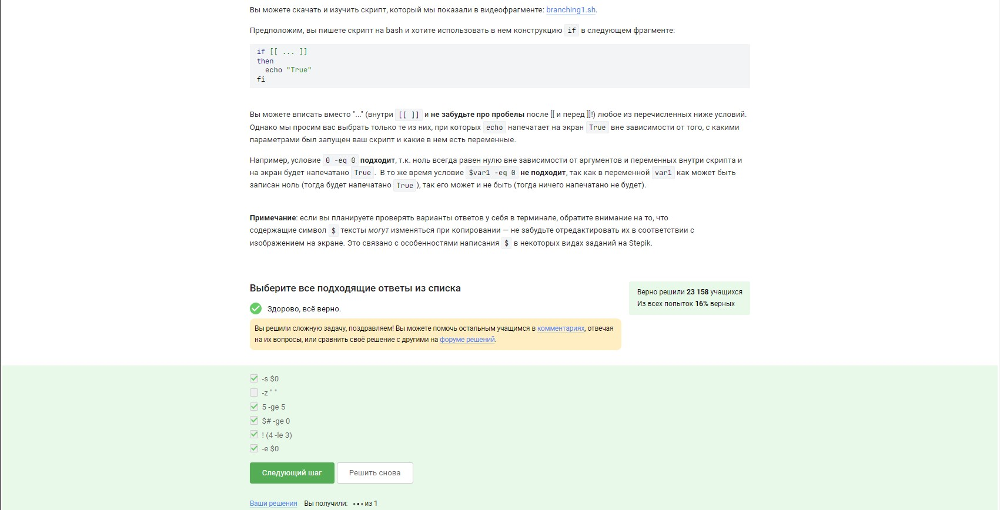 Вы можете скачать и изучить скрипт, который мы показали в видеофрагменте: branching1.sh.
Предположим, вы пишете скрипт на bash и хотите использовать в нем конструкцию if в следующем фрагменте:
if [[ ... ]]
then
  echo "True"
fi
Вы можете вписать вместо "..." (внутри [[ ]] и не забудьте про пробелы после [[ и перед ]]!) любое из перечисленных ниже условий.
Однако мы просим вас выбрать только те из них, при которых echo напечатает на экран True вне зависимости от того, с какими
параметрами был запущен ваш скрипт и какие в нем есть переменные.
Например, условие 0 -eq 0 подходит, т.к. ноль всегда равен нулю вне зависимости от аргументов и переменных внутри скрипта и
на экран будет напечатано True. В то же время условие $var1 -eq 0 не подходит, так как в переменной var1 как может быть
записан ноль (тогда будет напечатано True), так его может и не быть (тогда ничего напечатано не будет).
Примечание: если вы планируете проверять варианты ответов у себя в терминале, обратите внимание на то, что
содержащие символ $ тексты могут изменяться при копировании — не забудьте отредактировать их в соответствии с
изображением на экране. Это связано с особенностями написания $ в некоторых видах заданий на Stepik.
Выберите все подходящие ответы из списка
Верно решили 23 158 учащихся
Из всех попыток 16% верных
Здорово, всё верно.
Вы решили сложную задачу, поздравляем! Вы можете помочь остальным учащимся в комментариях, отвечая
на их вопросы, или сравнить своё решение с другими на форуме решений.
-s $0
-z " "
5 -ge 5
$# -ge 0
! (4 -le 3)
-e $0
Следующий шаг
Решить снова
Ваши решения Вы получили: ••• из 1